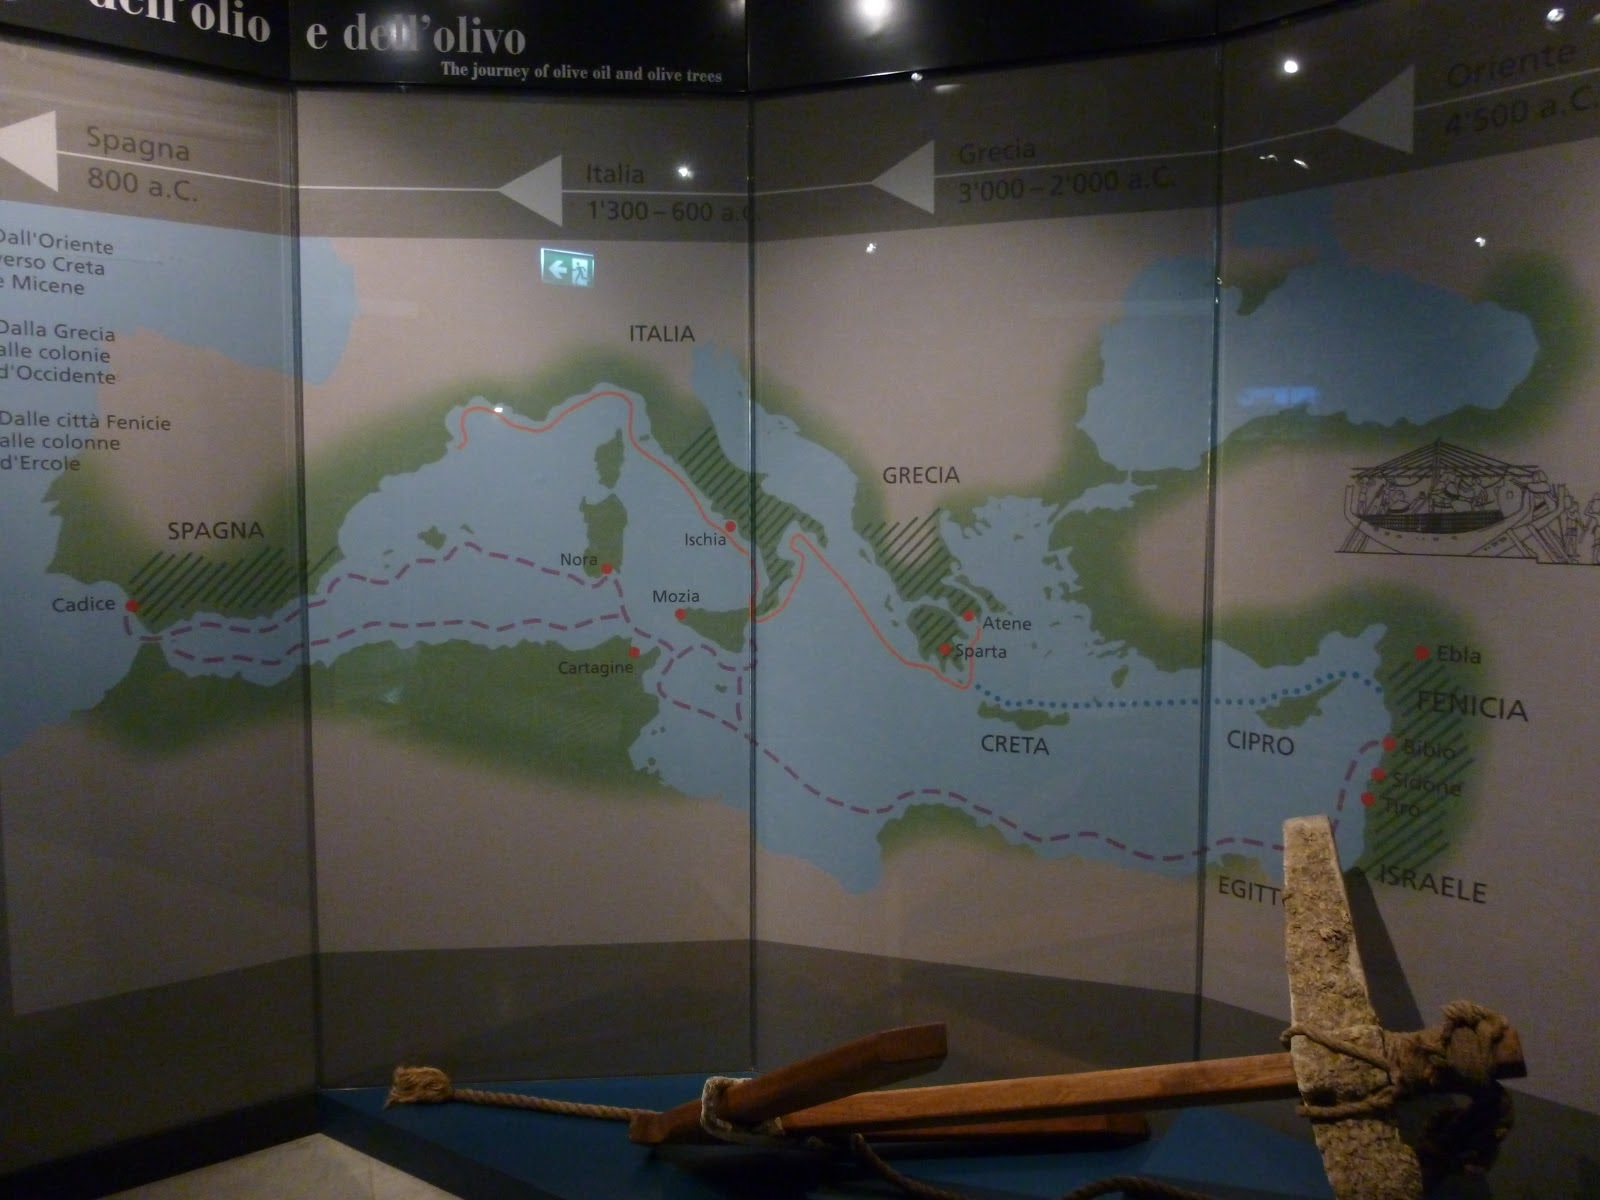 dell'olio e dell'olivo
The journey of olive oil and olive trees
Spagna
800 a.C.
Italia
1'300 – 600 a.C.
Grecia
3'000 – 2'000 a.C.
Oriente
4'500 a.C.
Dall'Oriente
verso Creta
e Micene
Dalla Grecia
alle colonie
d'Occidente
Dalle città Fenicie
alle colonne
d'Ercole
ITALIA
GRECIA
SPAGNA
Cadice
Nora
Ischia
Mozia
Cartagine
Atene
Sparta
CRETA
CIPRO
Ebla
FENICIA
Biblo
Sidone
Tiro
ISRAELE
EGITT